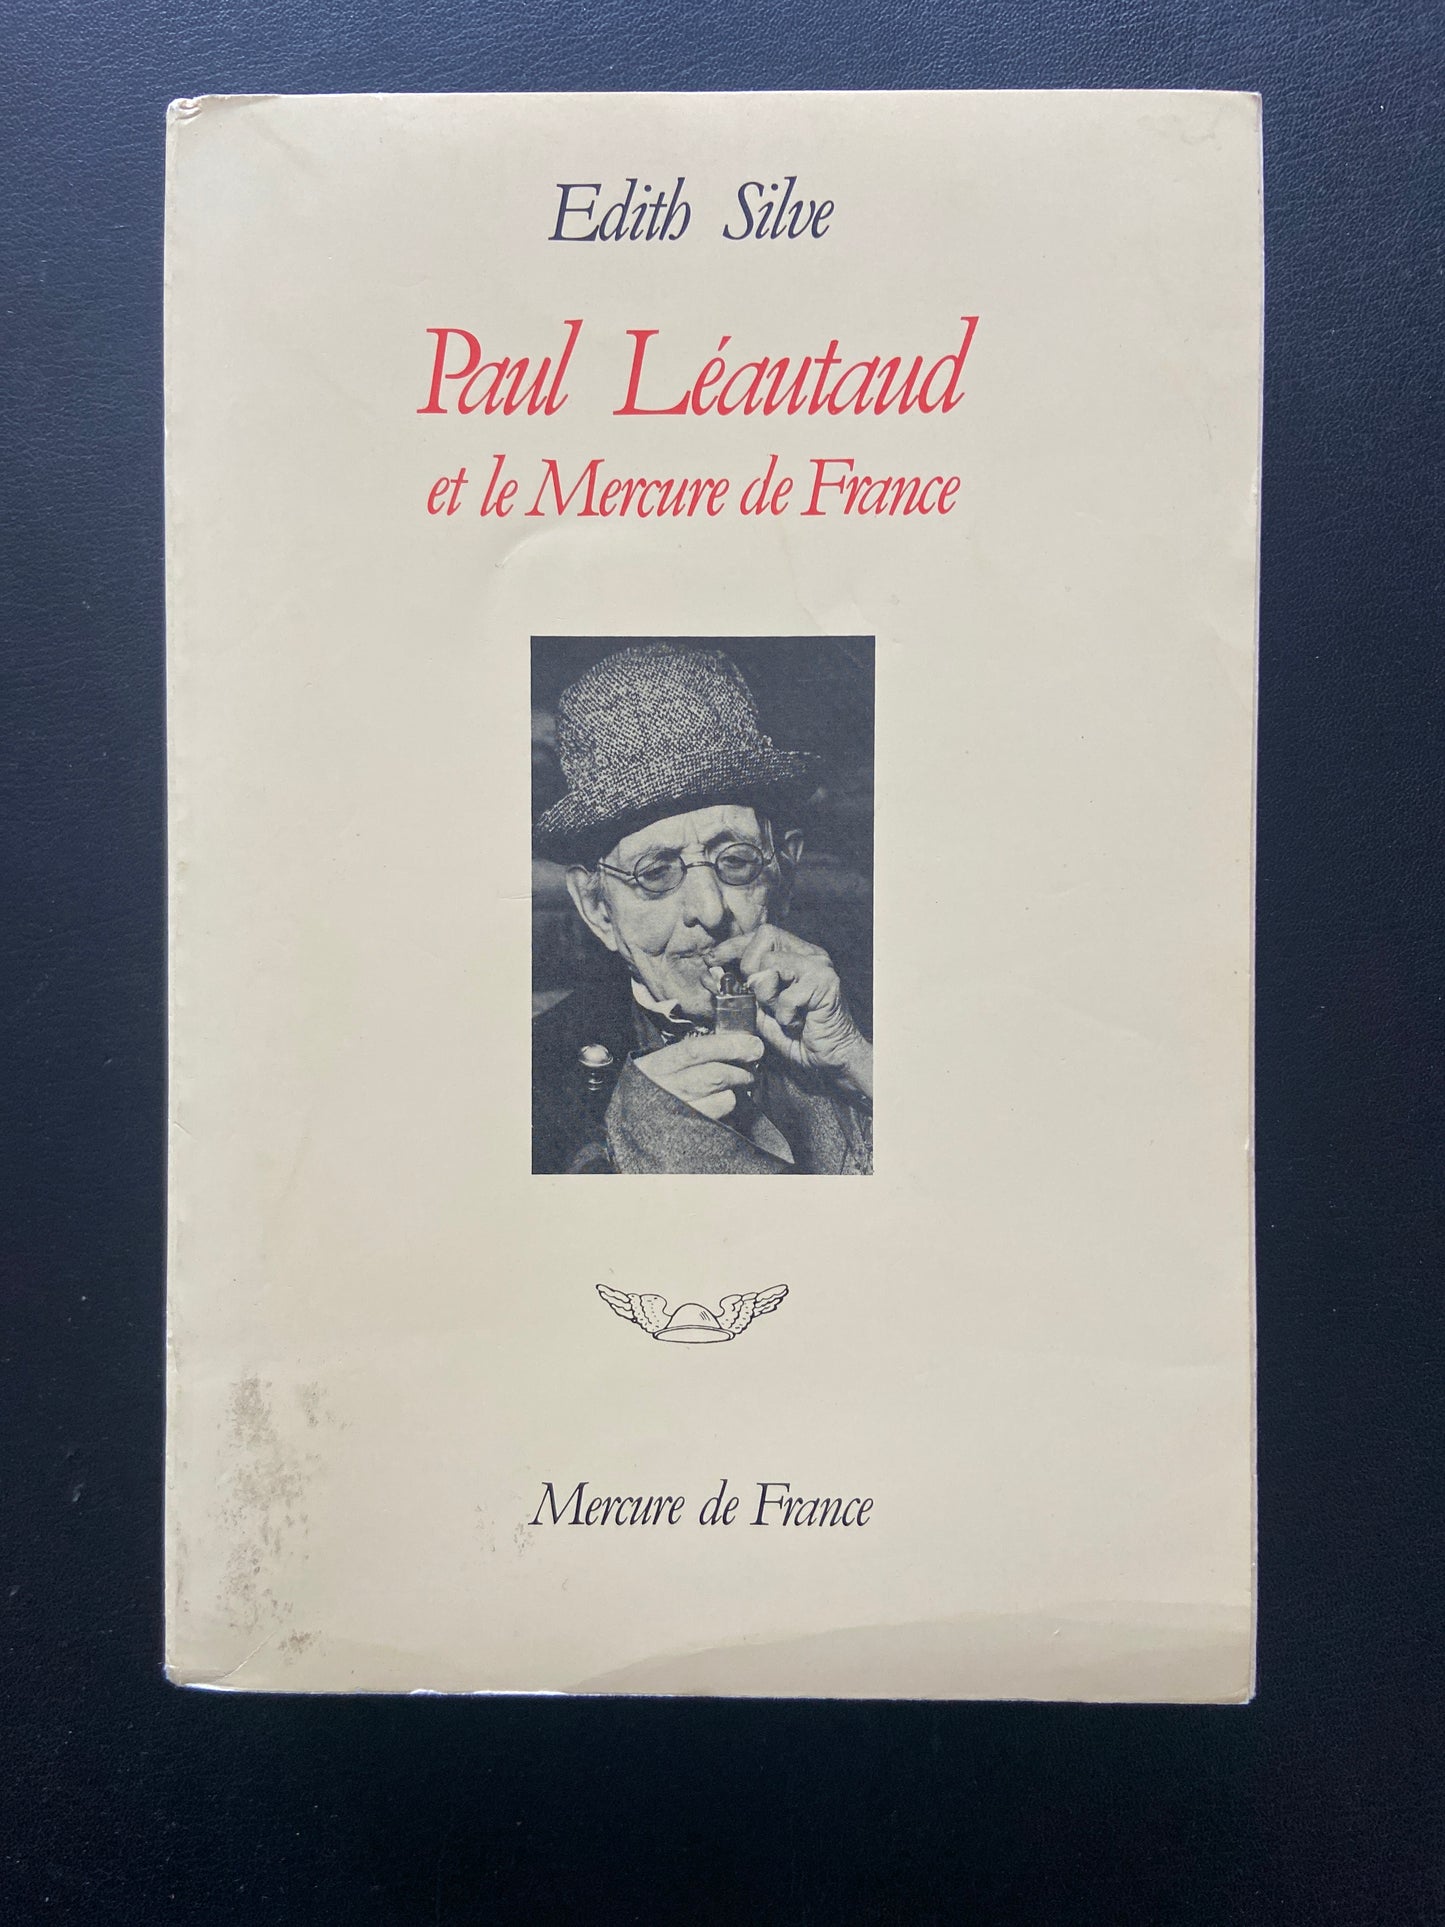 Edith Silve
Paul Léautaud
et le Mercure de France
Mercure de France